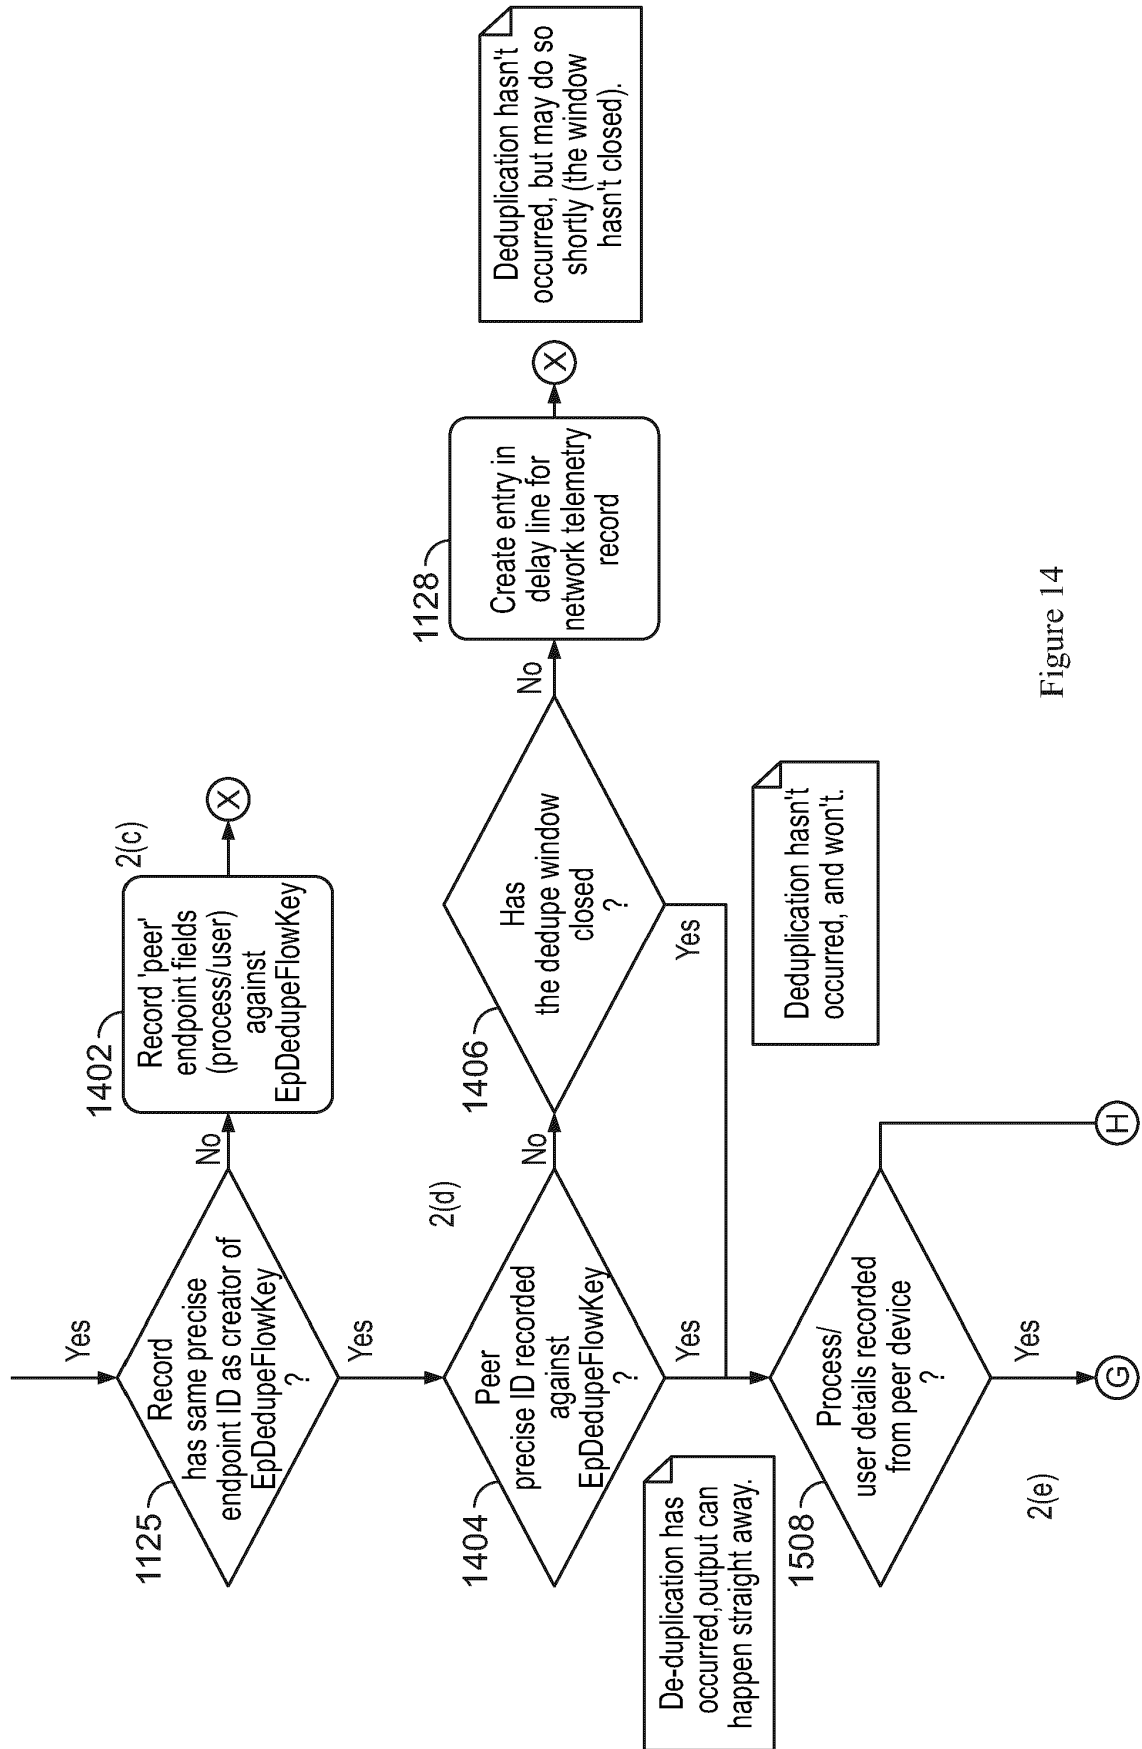 Yes
1125
Record
has same precise
endpoint ID as creator of
EpDedupeFlowKey
?
No
1402
Record 'peer'
endpoint fields
(process/user)
against
EpDedupeFlowKey
2(c)
X
Yes
1404
Peer
precise ID recorded
against
EpDedupeFlowKey
?
2(d)
No
1406
Has
the dedupe window
closed
?
No
1128
Create entry in
delay line for
network telemetry
record
X
Deduplication hasn't
occurred, but may do so
shortly (the window
hasn't closed).
Yes
Yes
De-duplication has
occurred,output can
happen straight away.
Deduplication hasn't
occurred, and won't.
1508
Process/
user details recorded
from peer device
?
2(e)
Yes
G
H
Figure 14